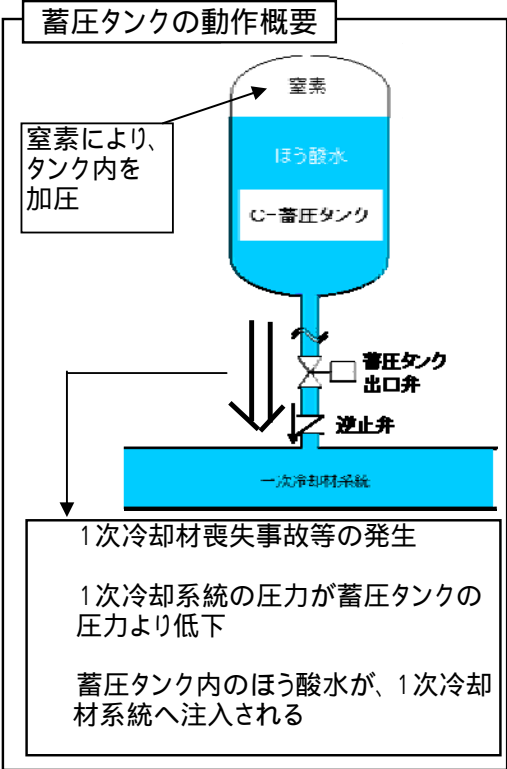 蓄圧タンクの動作概要
窒素
窒素により、
タンク内を
加圧
ほう酸水
C-蓄圧タンク
蓄圧タンク
出口弁
逆止弁
一次冷却材系統
1次冷却材喪失事故等の発生
1次冷却系統の圧力が蓄圧タンクの
圧力より低下
蓄圧タンク内のほう酸水が、1次冷却
材系統へ注入される